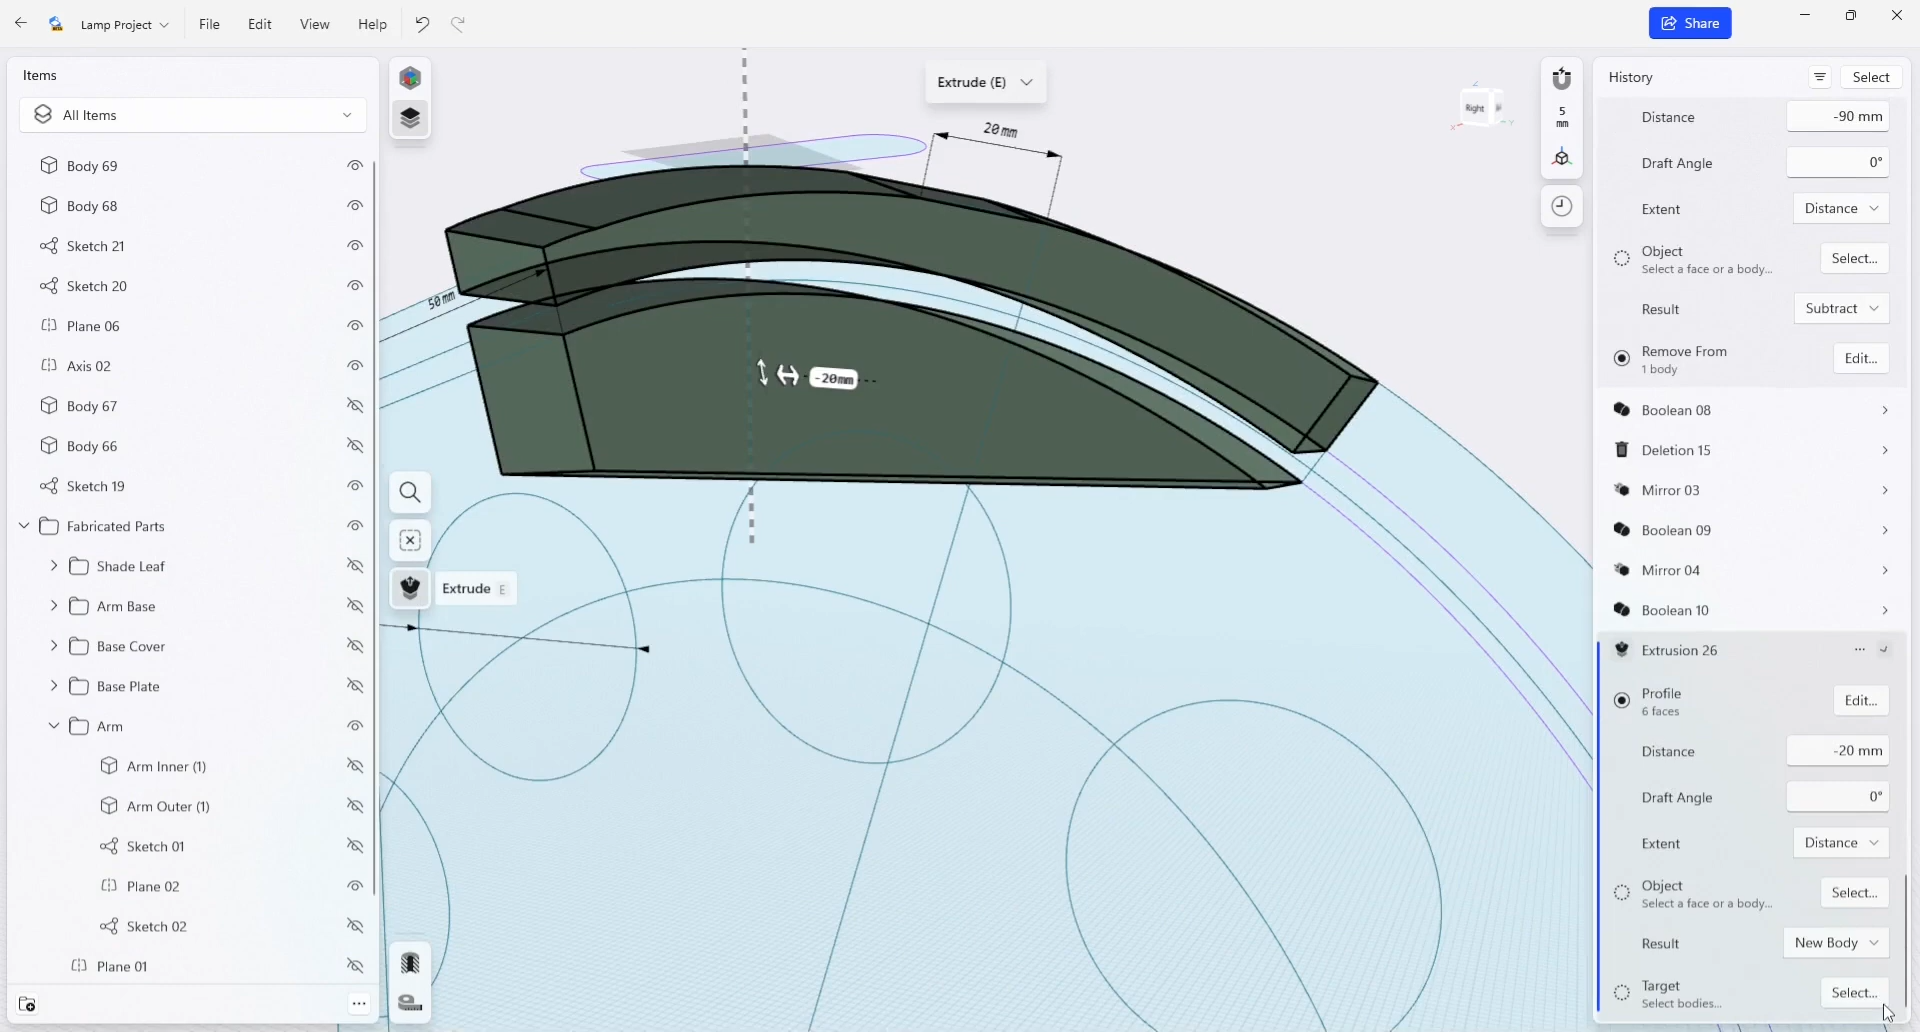 Lamp Project
File
Edit
View
Help
Share
Items
All Items
Body 69
Body 68
Sketch 21
Sketch 20
Plane 06
Axis 02
Body 67
Body 66
Sketch 19
Fabricated Parts
Shade Leaf
Arm Base
Base Cover
Base Plate
Arm
Arm Inner (1)
Arm Outer (1)
Sketch 01
Plane 02
Sketch 02
Plane 01
Extrude (E)
20 mm
50 mm
-20 mm
Extrude E
Z
Right
X
Y
5
mm
History
Select
Distance
-90 mm
Draft Angle
0°
Extent
Distance
Object
Select a face or a body...
Select...
Result
Subtract
Remove From
1 body
Edit...
Boolean 08
Deletion 15
Mirror 03
Boolean 09
Mirror 04
Boolean 10
Extrusion 26
Profile
6 faces
Edit...
Distance
-20 mm
Draft Angle
0°
Extent
Distance
Object
Select a face or a body...
Select...
Result
New Body
Target
Select bodies...
Select...